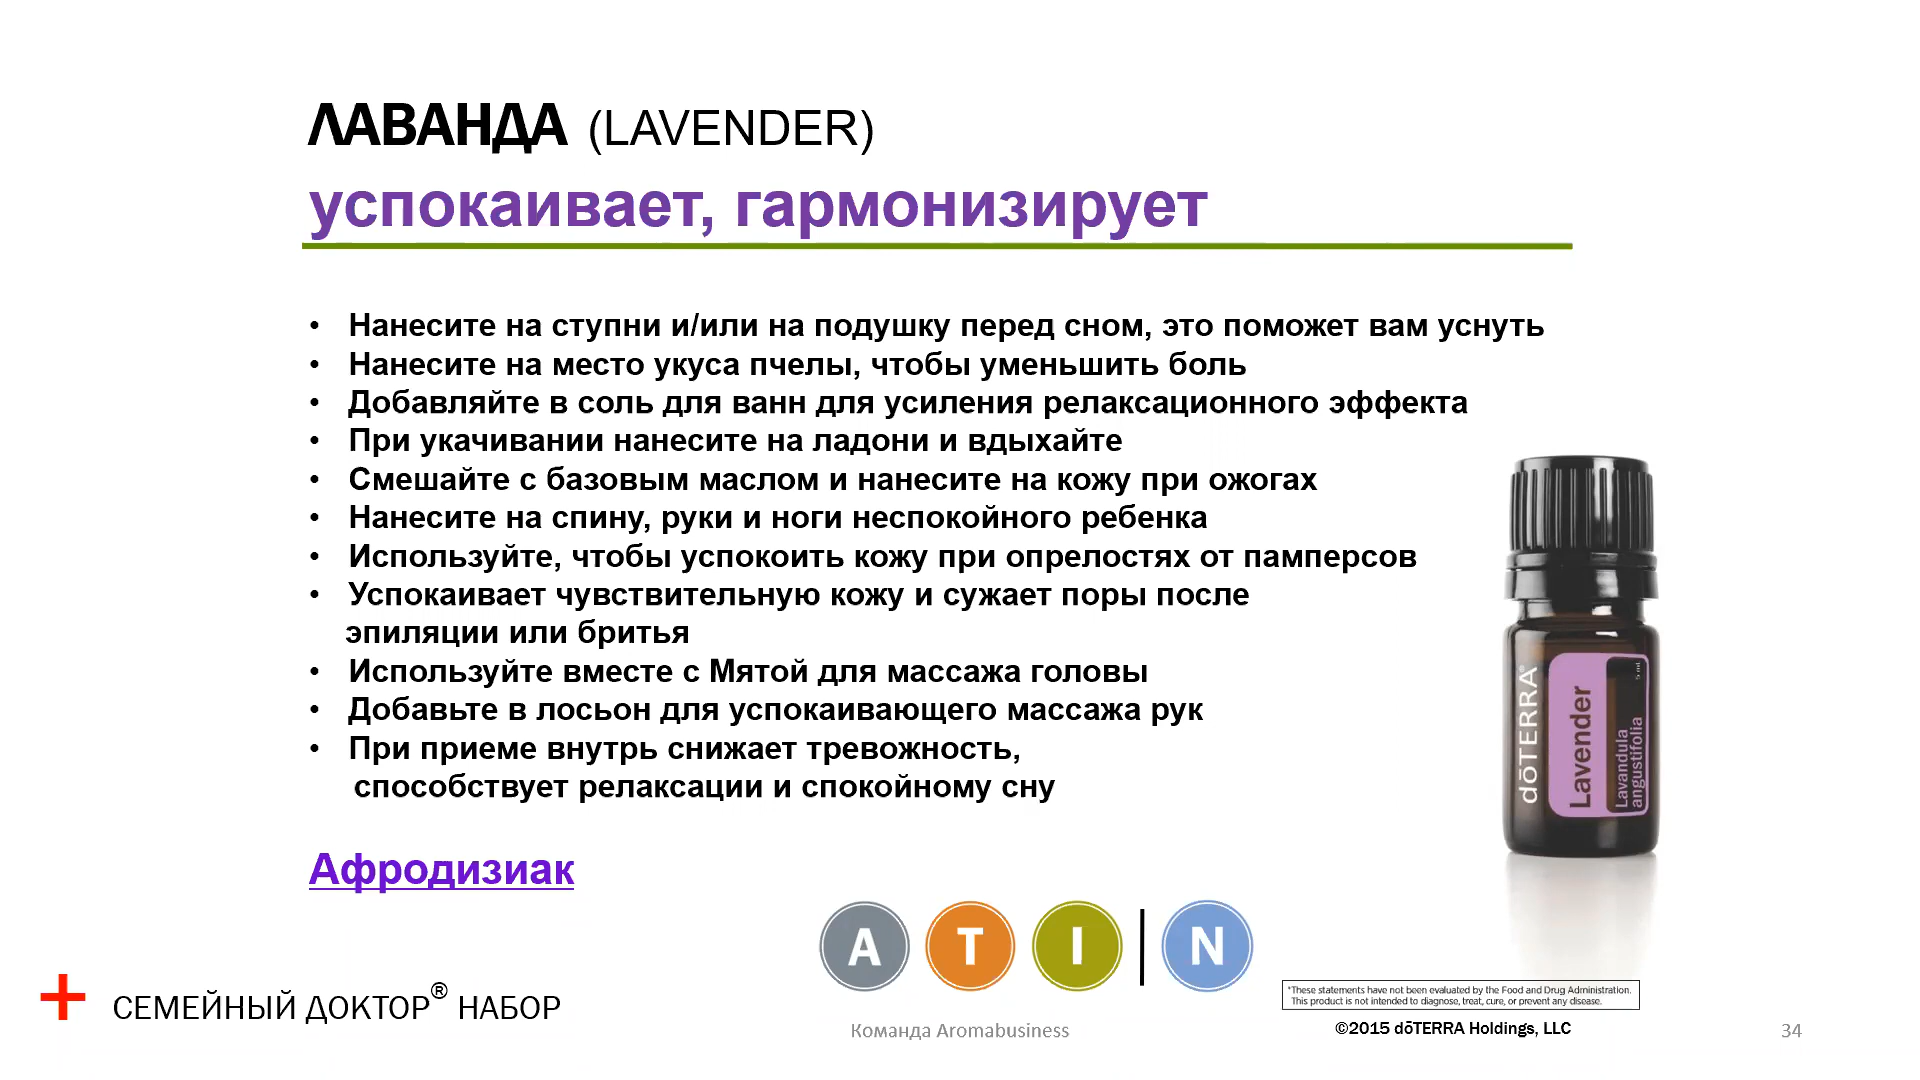 ЛАВАНДА (LAVENDER)
успокаивает, гармонизирует
• Нанесите на ступни и/или на подушку перед сном, это поможет вам уснуть
• Нанесите на место укуса пчелы, чтобы уменьшить боль
• Добавляйте в соль для ванн для усиления релаксационного эффекта
• При укачивании нанесите на ладони и вдыхайте
• Смешайте с базовым маслом и нанесите на кожу при ожогах
• Нанесите на спину, руки и ноги неспокойного ребенка
• Используйте, чтобы успокоить кожу при опрелостях от памперсов
• Успокаивает чувствительную кожу и сужает поры после
эпиляции или бритья
• Используйте вместе с Мятой для массажа головы
• Добавьте в лосьон для успокаивающего массажа рук
• При приеме внутрь снижает тревожность,
способствует релаксации и спокойному сну
dōTERRA®
Lavender
Lavandula
angustifolia
5 mL
Афродизиак
A T I | N
СЕМЕЙНЫЙ ДОКТОР® НАБОР
*These statements have not been evaluated by the Food and Drug Administration.
This product is not intended to diagnose, treat, cure, or prevent any disease.
Команда Aromabusiness
©2015 dōTERRA Holdings, LLC
34